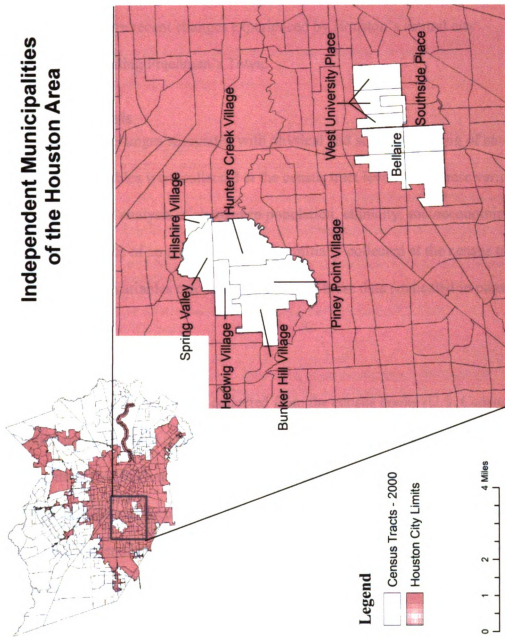 Independent Municipalities
of the Houston Area
Hilshire Village
Spring Valley
Hunters Creek Village
Hedwig Village
Bunker Hill Village
Piney Point Village
West University Place
Bellaire
Southside Place
Legend
Census Tracts - 2000
Houston City Limits
0 1 2 3 4 Miles